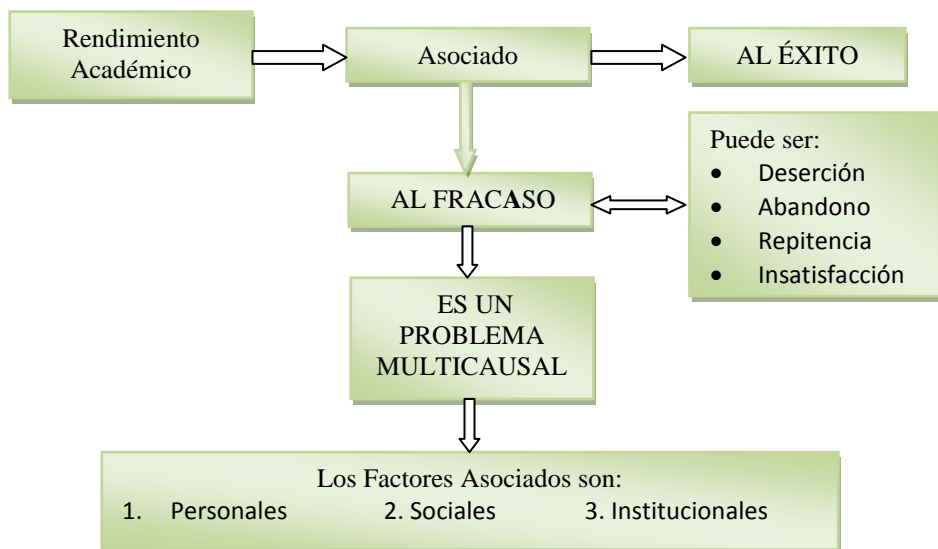 Rendimiento
Académico
Asociado
AL ÉXITO
Puede ser:
• Deserción
• Abandono
• Repitencia
• Insatisfacción
AL FRACASO
ES UN
PROBLEMA
MULTICAUSAL
Los Factores Asociados son:
1. Personales 2. Sociales 3. Institucionales